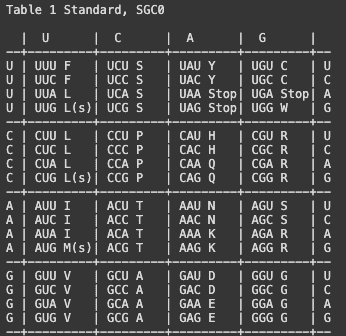 Table 1 Standard, SGC0
  |  U      |  C      |  A      |  G      |
--+---------+---------+---------+---------+--
U | UUU F   | UCU S   | UAU Y   | UGU C   | U
U | UUC F   | UCC S   | UAC Y   | UGC C   | C
U | UUA L   | UCA S   | UAA Stop| UGA Stop| A
U | UUG L(s)| UCG S   | UAG Stop| UGG W   | G
--+---------+---------+---------+---------+--
C | CUU L   | CCU P   | CAU H   | CGU R   | U
C | CUC L   | CCC P   | CAC H   | CGC R   | C
C | CUA L   | CCA P   | CAA Q   | CGA R   | A
C | CUG L(s)| CCG P   | CAG Q   | CGG R   | G
--+---------+---------+---------+---------+--
A | AUU I   | ACU T   | AAU N   | AGU S   | U
A | AUC I   | ACC T   | AAC N   | AGC S   | C
A | AUA I   | ACA T   | AAA K   | AGA R   | A
A | AUG M(s)| ACG T   | AAG K   | AGG R   | G
--+---------+---------+---------+---------+--
G | GUU V   | GCU A   | GAU D   | GGU G   | U
G | GUC V   | GCC A   | GAC D   | GGC G   | C
G | GUA V   | GCA A   | GAA E   | GGA G   | A
G | GUG V   | GCG A   | GAG E   | GGG G   | G
--+---------+---------+---------+---------+--